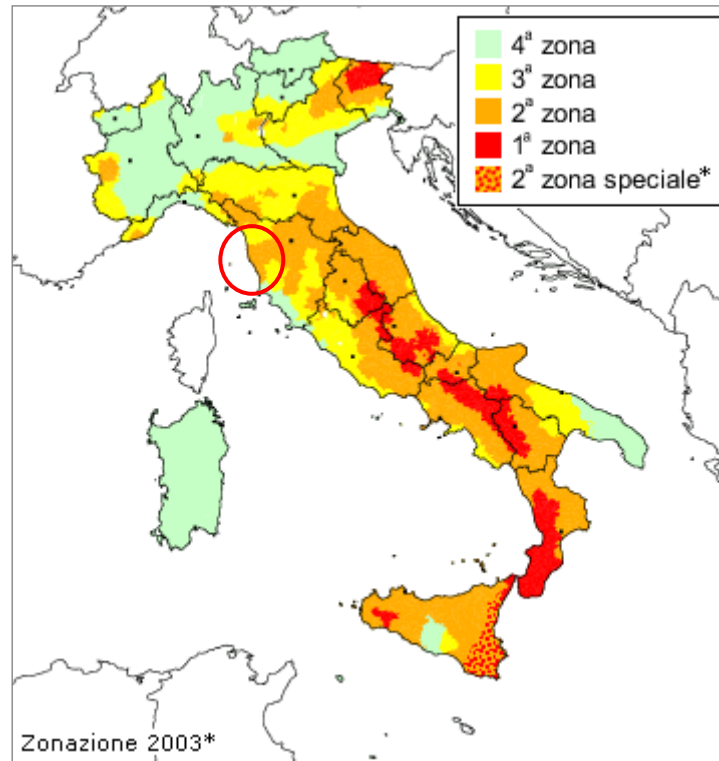 4ª zona
3ª zona
2ª zona
1ª zona
2ª zona speciale*
Zonazione 2003*